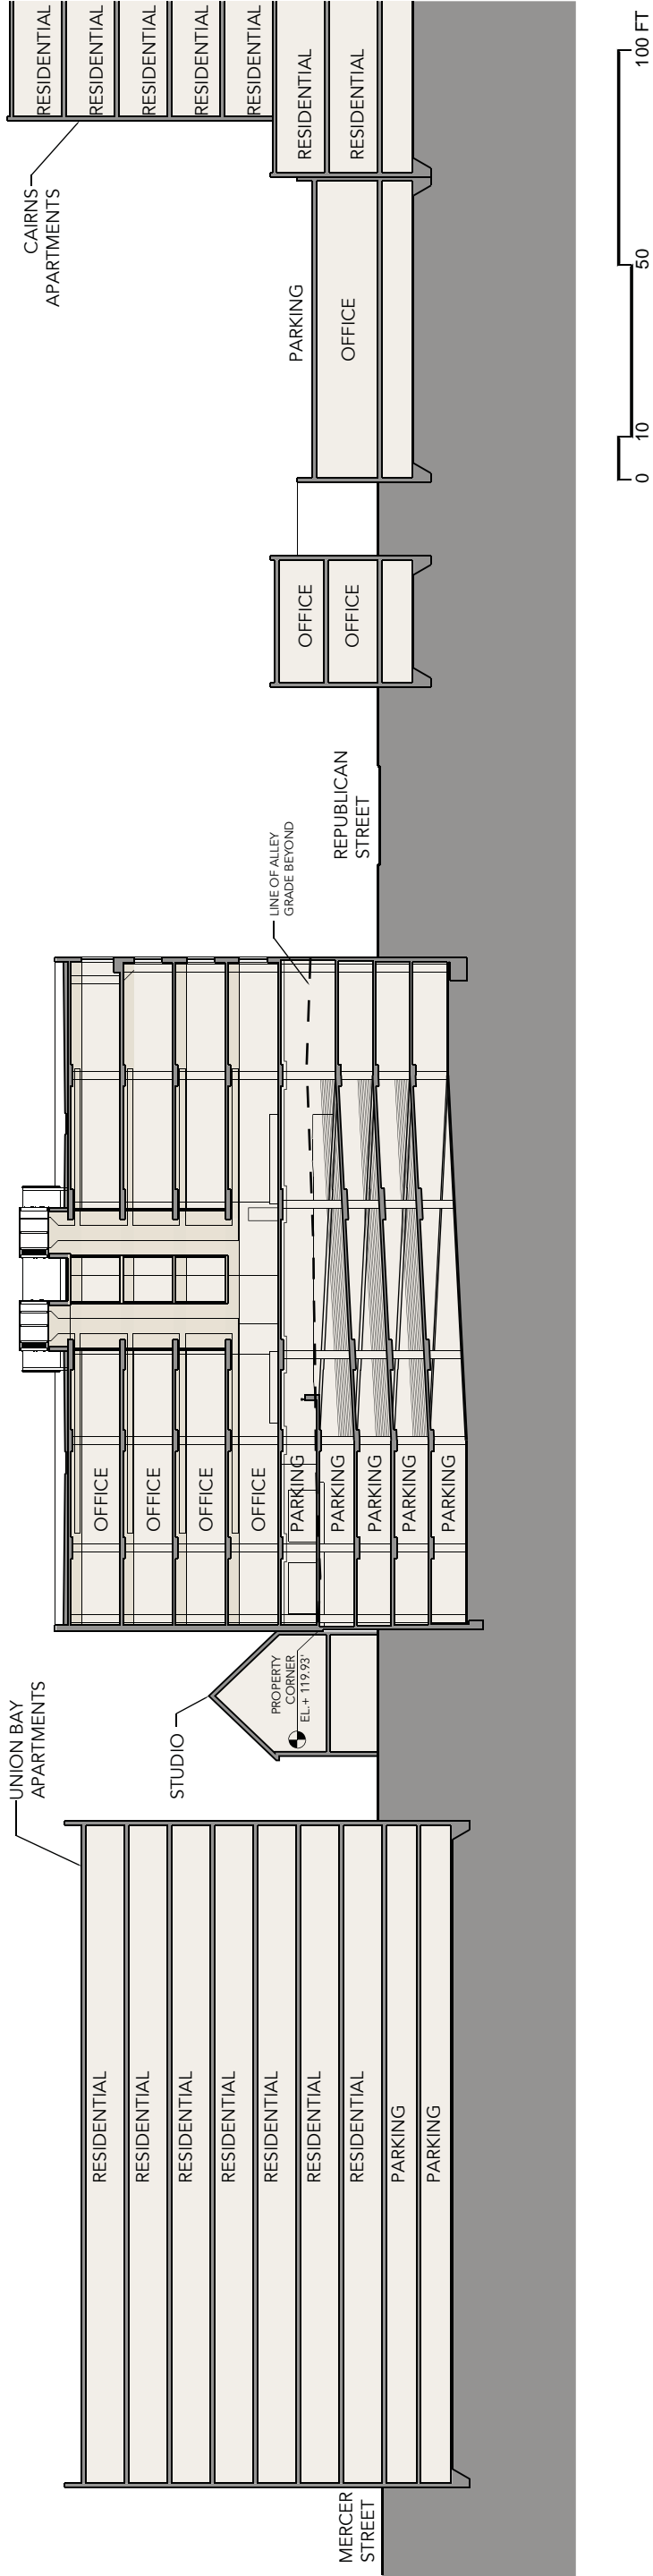 MERCER
STREET
UNION BAY
APARTMENTS
RESIDENTIAL
RESIDENTIAL
RESIDENTIAL
RESIDENTIAL
RESIDENTIAL
RESIDENTIAL
RESIDENTIAL
PARKING
PARKING
STUDIO
PROPERTY
CORNER
EL.+ 119.93'
OFFICE
OFFICE
OFFICE
OFFICE
PARKING
PARKING
PARKING
PARKING
PARKING
LINE OF ALLEY
GRADE BEYOND
REPUBLICAN
STREET
OFFICE
OFFICE
PARKING
OFFICE
CAIRNS
APARTMENTS
RESIDENTIAL
RESIDENTIAL
RESIDENTIAL
RESIDENTIAL
RESIDENTIAL
RESIDENTIAL
RESIDENTIAL
0 10 50 100 FT